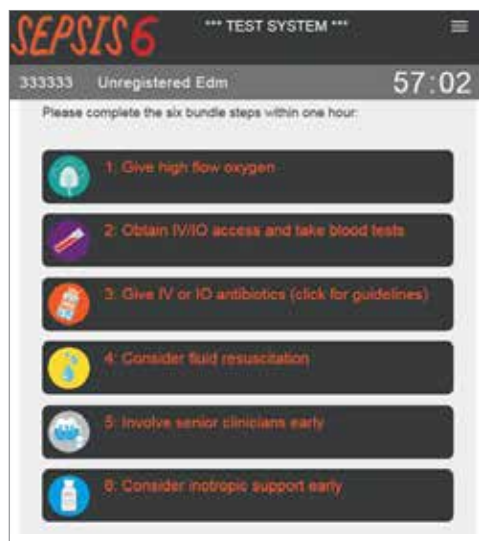 SEPSIS 6
*** TEST SYSTEM ***
333333 Unregistered Edm 57:02
Please complete the six bundle steps within one hour:
1: Give high flow oxygen
2: Obtain IV/IO access and take blood tests
3: Give IV or IO antibiotics (click for guidelines)
4: Consider fluid resuscitation
5: Involve senior clinicians early
6: Consider inotropic support early